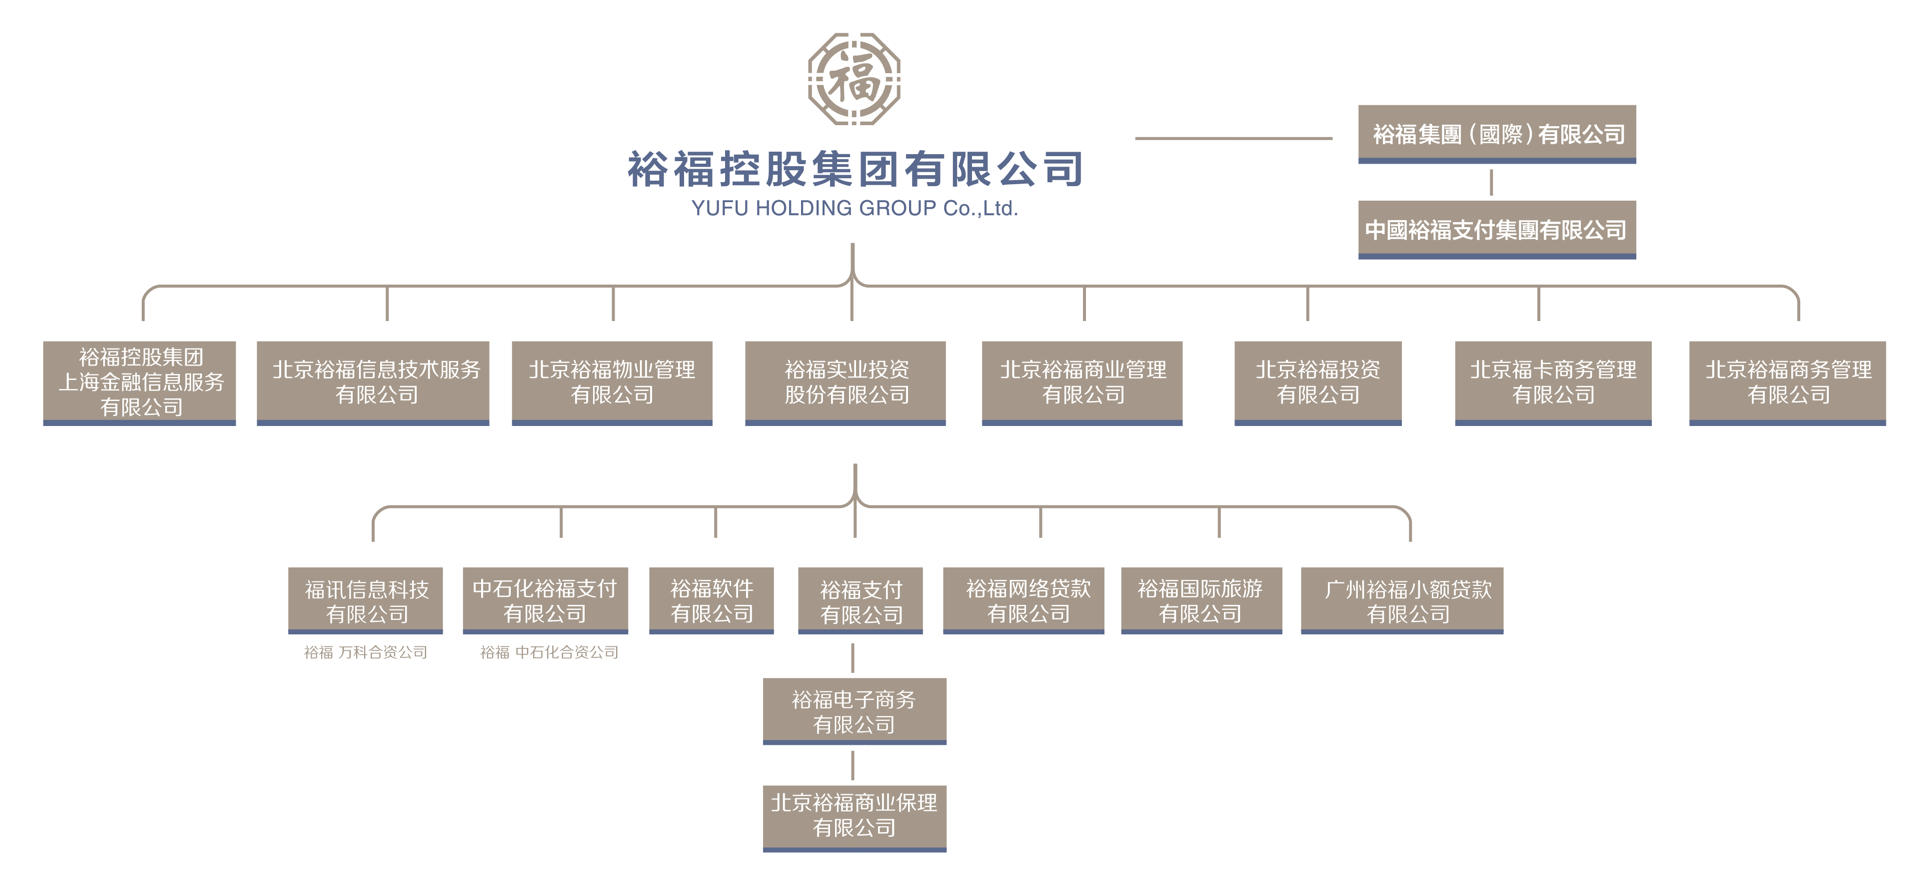 福
裕福控股集团有限公司
YUFU HOLDING GROUP Co.,Ltd.
裕福集團（國際）有限公司
中國裕福支付集團有限公司
裕福控股集团
上海金融信息服务
有限公司
北京裕福信息技术服务
有限公司
北京裕福物业管理
有限公司
裕福实业投资
股份有限公司
北京裕福商业管理
有限公司
北京裕福投资
有限公司
北京福卡商务管理
有限公司
北京裕福商务管理
有限公司
福讯信息科技
有限公司
裕福 万科合资公司
中石化裕福支付
有限公司
裕福 中石化合资公司
裕福软件
有限公司
裕福支付
有限公司
裕福网络贷款
有限公司
裕福国际旅游
有限公司
广州裕福小额贷款
有限公司
裕福电子商务
有限公司
北京裕福商业保理
有限公司